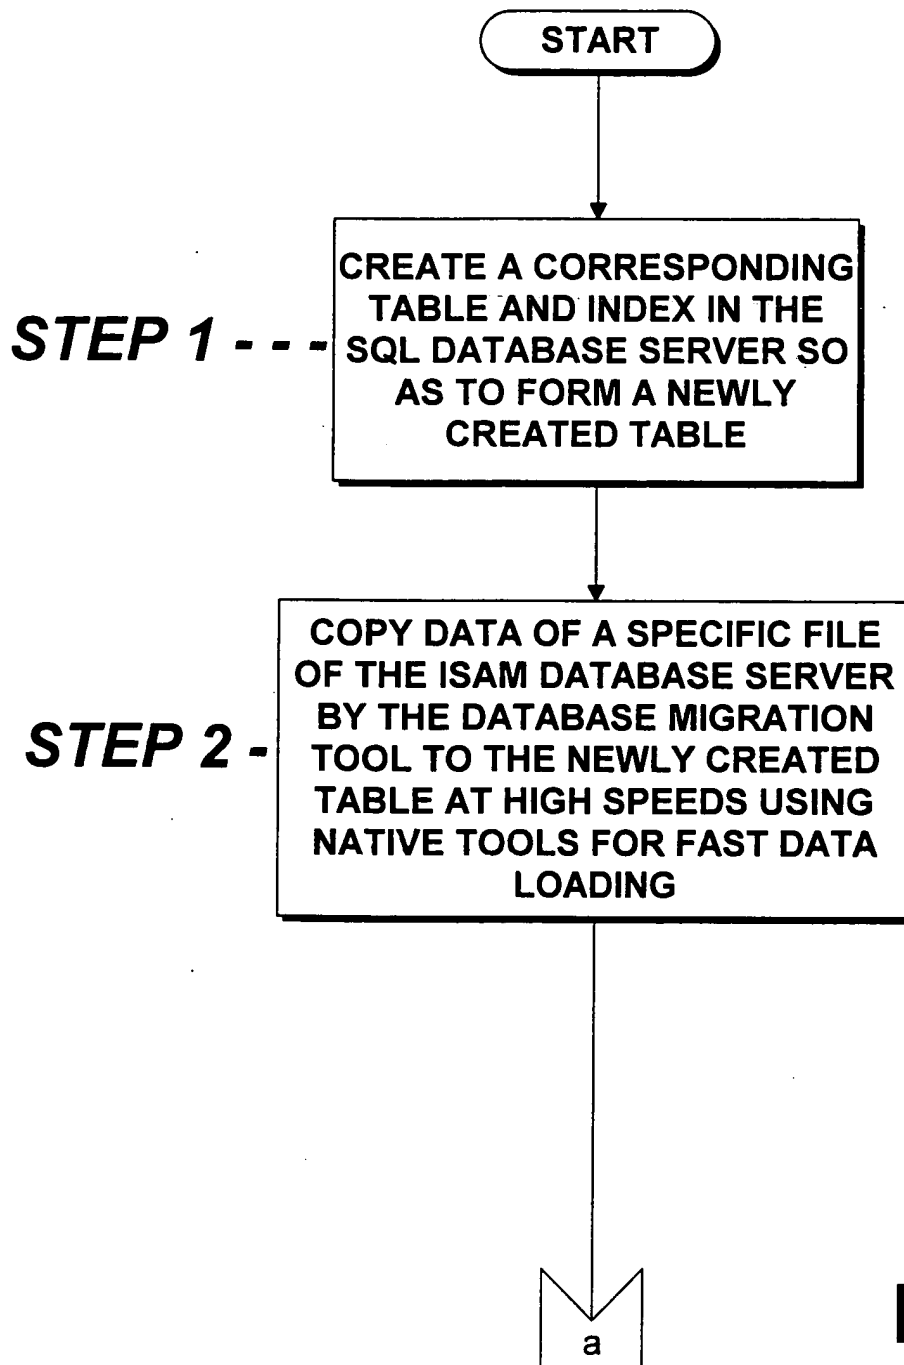 START
CREATE A CORRESPONDING
TABLE AND INDEX IN THE
STEP 1 - - -
SQL DATABASE SERVER SO
AS TO FORM A NEWLY
CREATED TABLE
COPY DATA OF A SPECIFIC FILE
OF THE ISAM DATABASE SERVER
BY THE DATABASE MIGRATION
STEP 2 -
TOOL TO THE NEWLY CREATED
TABLE AT HIGH SPEEDS USING
NATIVE TOOLS FOR FAST DATA
LOADING
a